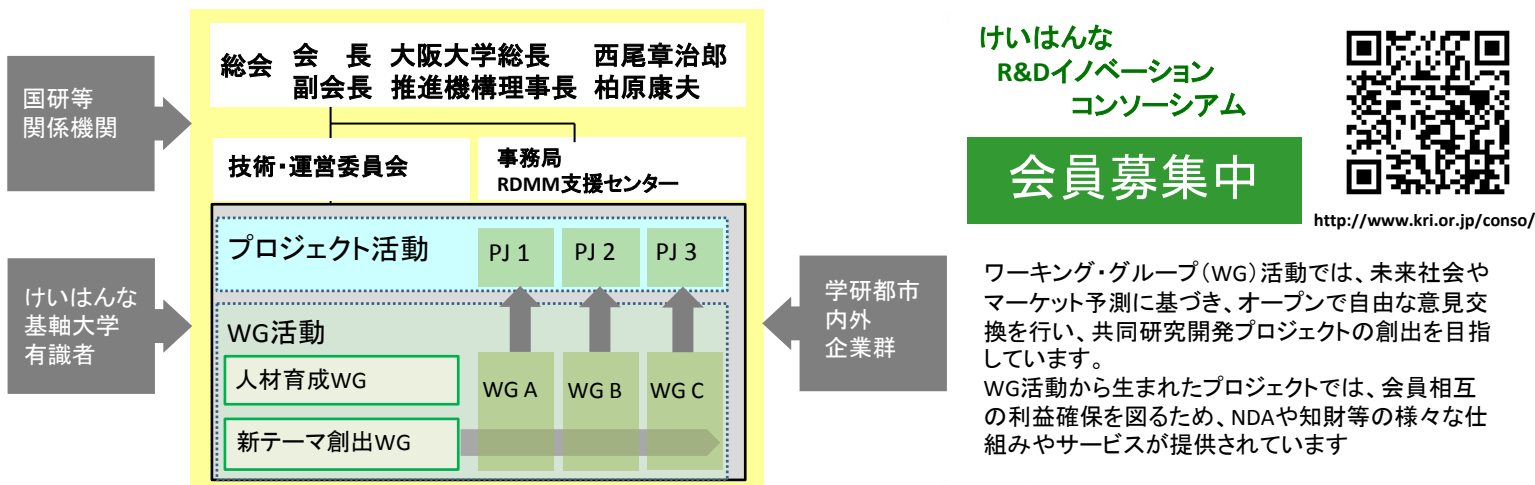 国研等
関係機関
総会
会　長　大阪大学総長　　西尾章治郎
副会長　推進機構理事長　柏原康夫
技術・運営委員会
事務局
RDMM支援センター
けいはんな
基軸大学
有識者
プロジェクト活動
PJ 1
PJ 2
PJ 3
WG活動
人材育成WG
新テーマ創出WG
WG A
WG B
WG C
学研都市
内外
企業群
けいはんな
R&Dイノベーション
コンソーシアム
会員募集中
http://www.kri.or.jp/conso/
ワーキング・グループ（WG）活動では、未来社会や
マーケット予測に基づき、オープンで自由な意見交
換を行い、共同研究開発プロジェクトの創出を目指
しています。
WG活動から生まれたプロジェクトでは、会員相互
の利益確保を図るため、NDAや知財等の様々な仕
組みやサービスが提供されています